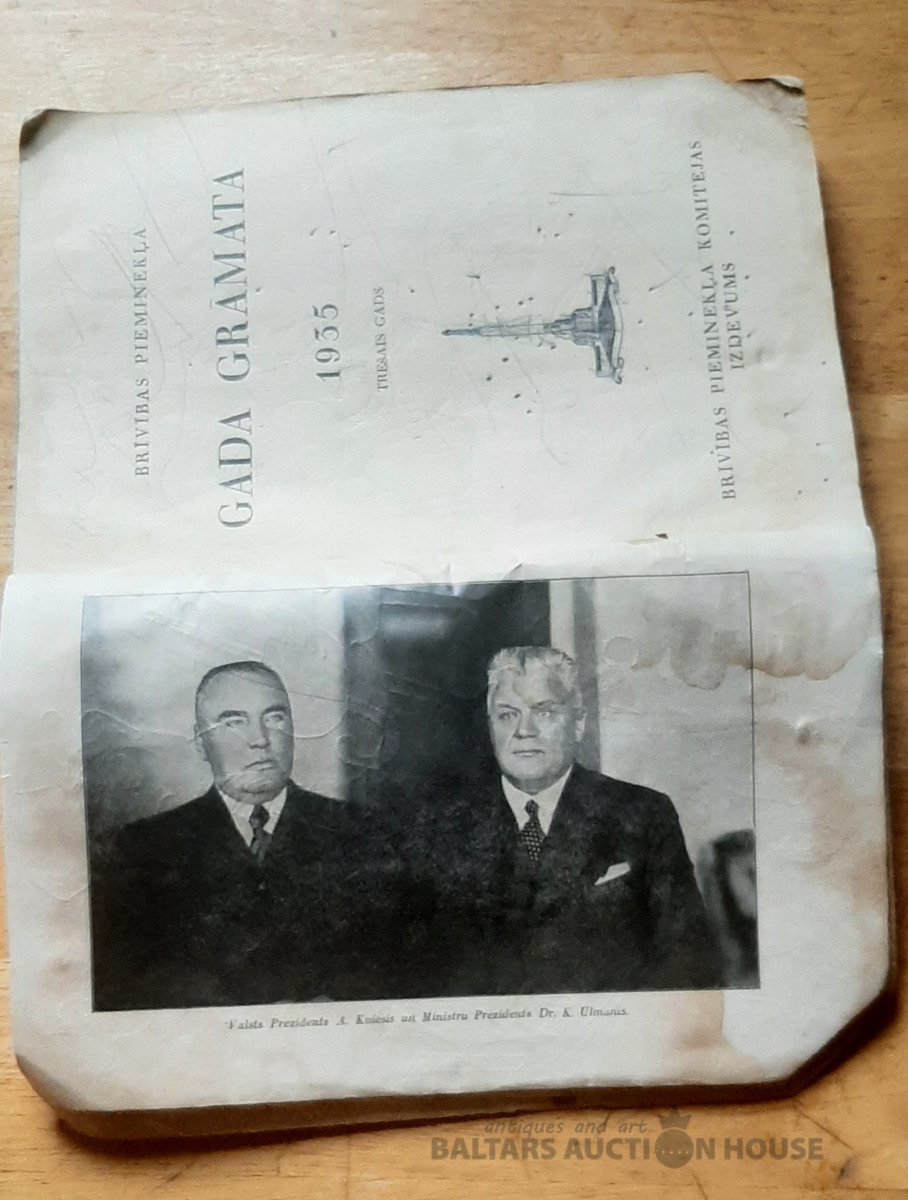 BRĪVĪBAS PIEMINEKĻA
GADA GRĀMATA
1935
TREŠAIS GADS
BRĪVĪBAS PIEMINEKĻA KOMITEJAS
IZDEVUMS
Valsts Prezidents A. Kviesis un Ministru Prezidents Dr. K. Ulmanis.
antiques and art
BALTARS AUCTION HOUSE